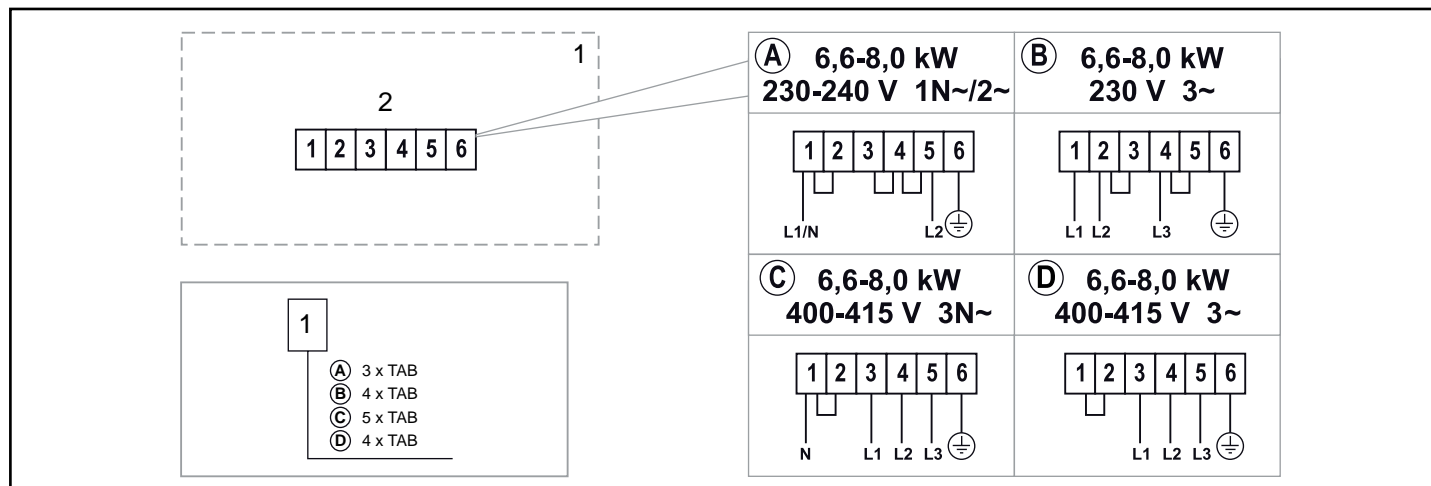 1
2
1 2 3 4 5 6
1
A 3 x TAB
B 4 x TAB
C 5 x TAB
D 4 x TAB
A 6,6-8,0 kW
230-240 V 1N~/2~
1 2 3 4 5 6
L1/N L2
B 6,6-8,0 kW
230 V 3~
1 2 3 4 5 6
L1 L2 L3
C 6,6-8,0 kW
400-415 V 3N~
1 2 3 4 5 6
N L1 L2 L3
D 6,6-8,0 kW
400-415 V 3~
1 2 3 4 5 6
L1 L2 L3